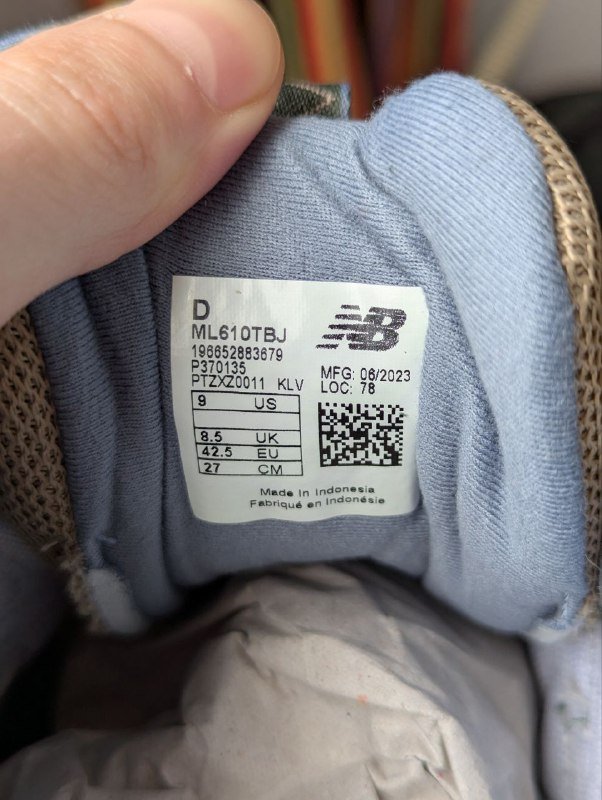 D
ML610TBJ
196652883679
P370135
PTZXZ0011 KLV
NB
MFG: 06/2023
LOC: 78
9 US
8.5 UK
42.5 EU
27 CM
Made In Indonesia
Fabriqué en Indonésie